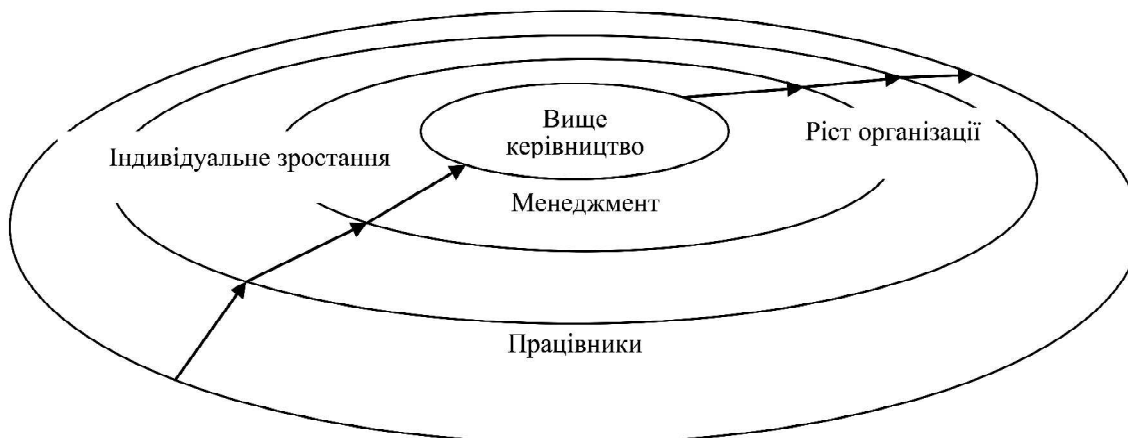 Вище
керівництво
Ріст організації
Індивідуальне зростання
Менеджмент
Працівники